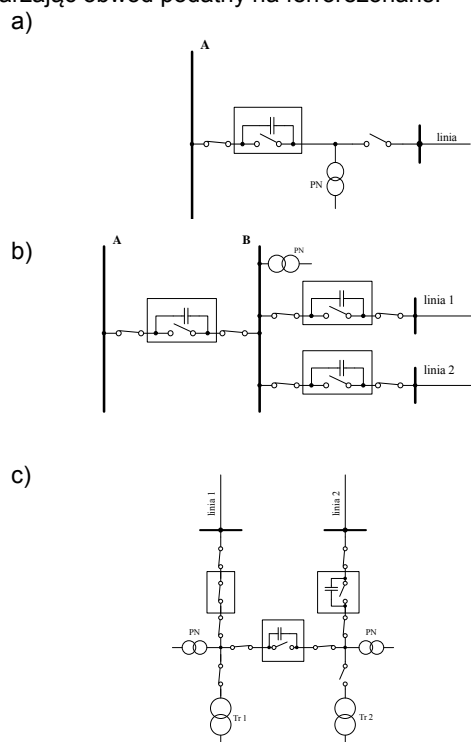 arzając obwód podatny na ferrorezonans.
a)
A
linia
PN
b)
A
B
PN
linia 1
linia 2
c)
linia 1
linia 2
PN
PN
Tr 1
Tr 2